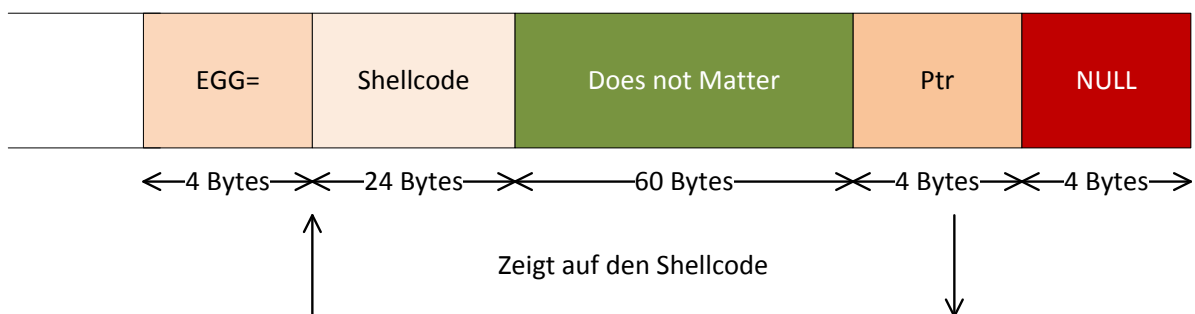 EGG= Shellcode Does not Matter Ptr NULL
4 Bytes 24 Bytes 60 Bytes 4 Bytes 4 Bytes
Zeigt auf den Shellcode